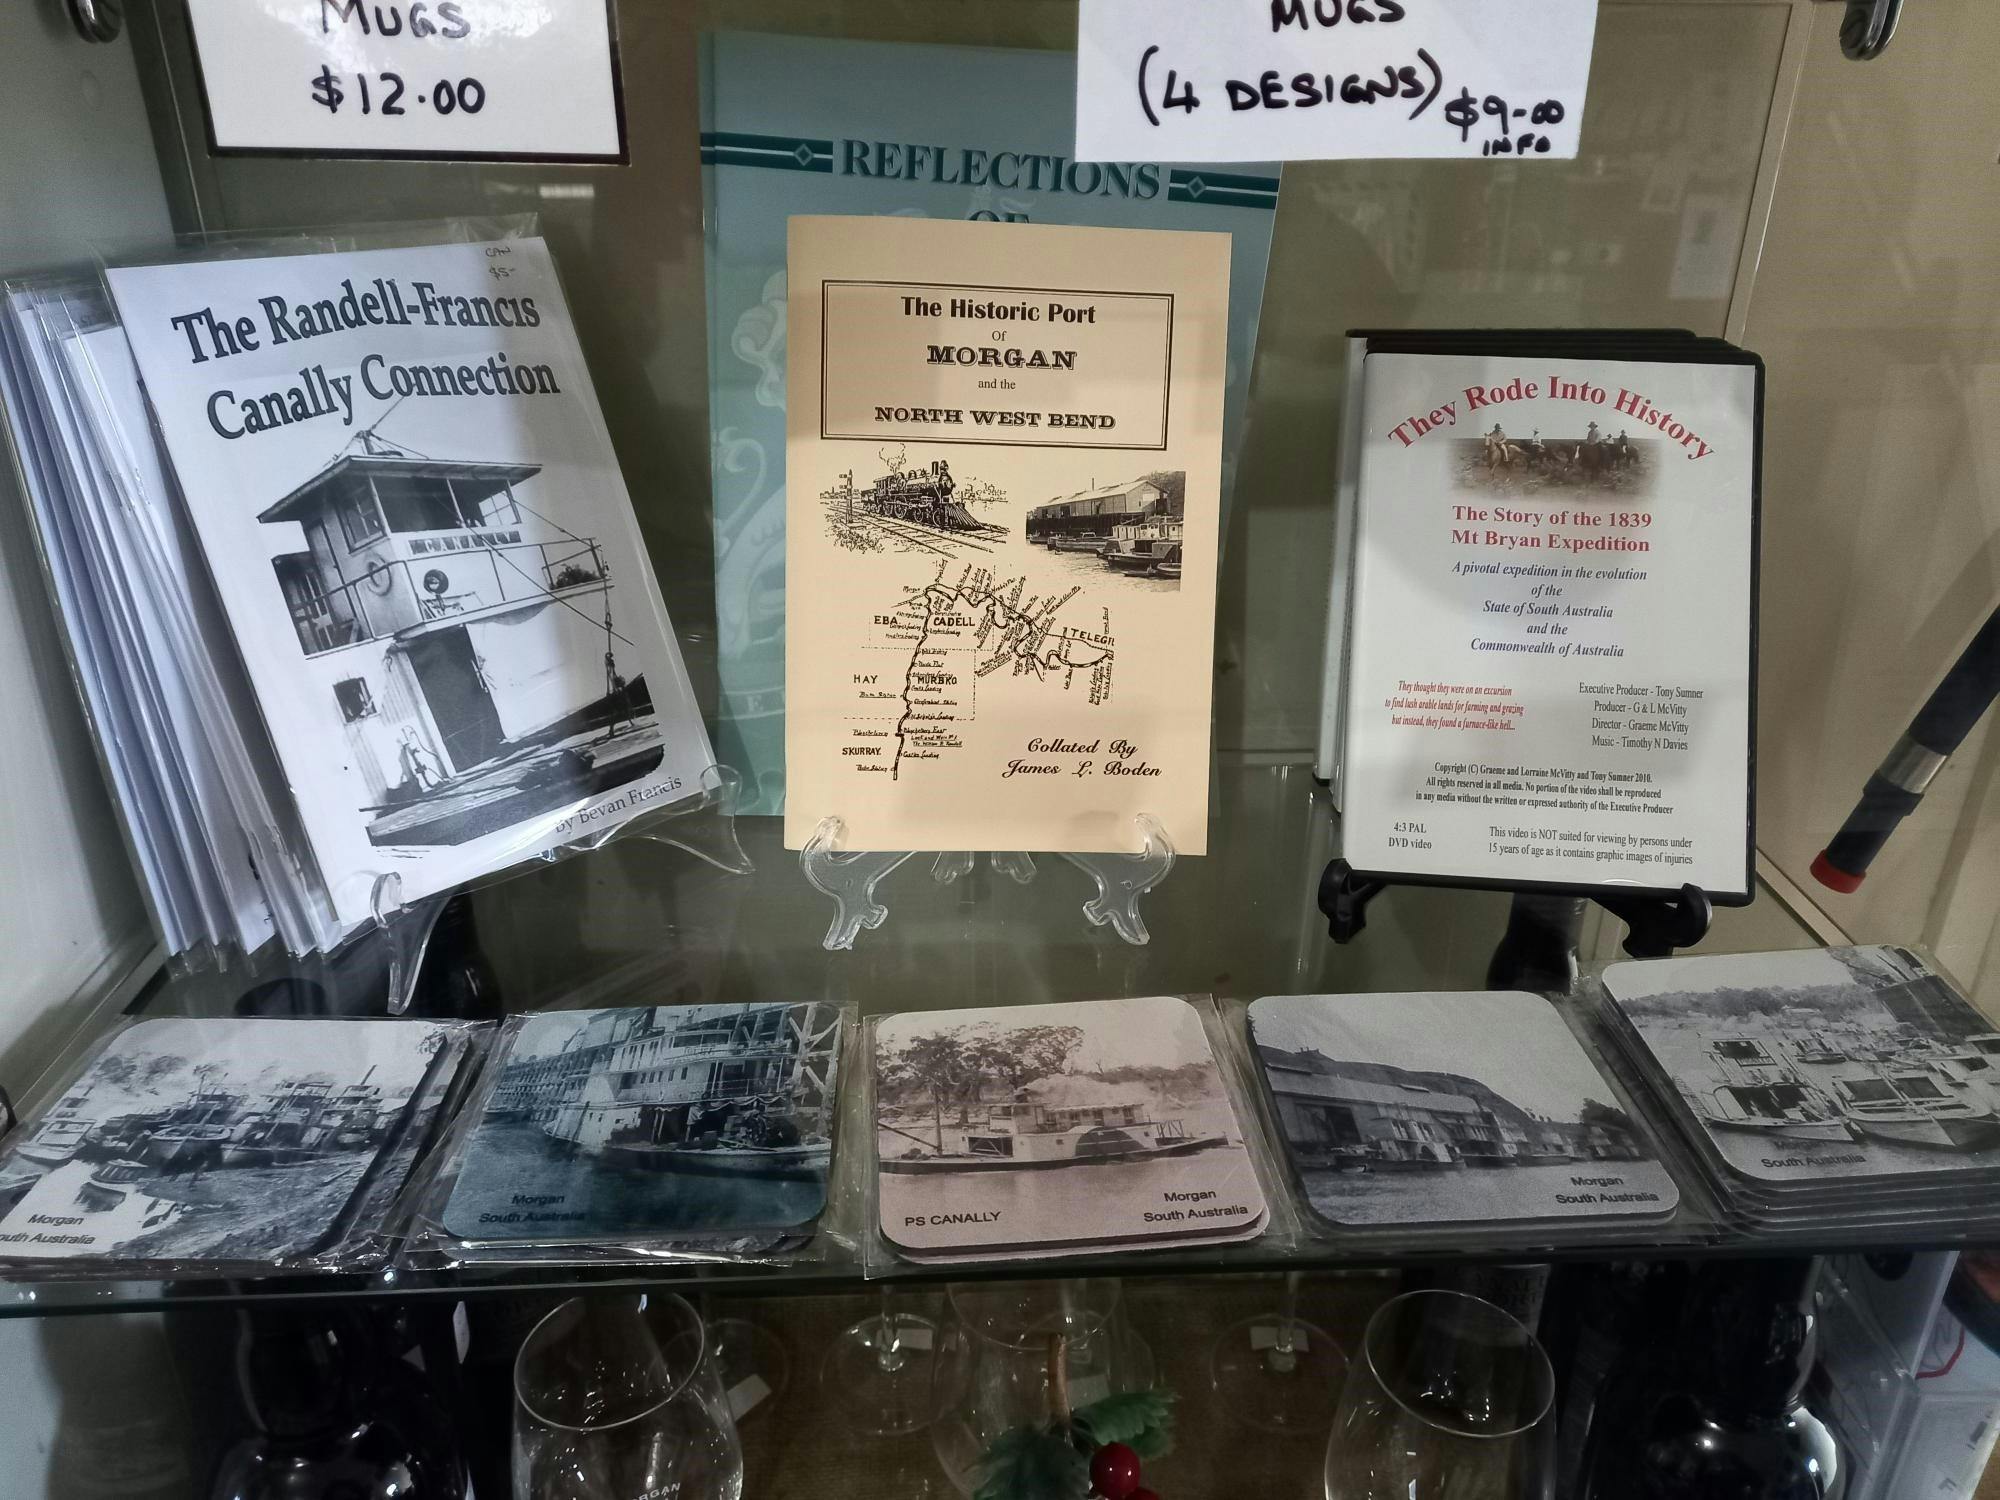 MUGS
$12.00
MUGS
(4 DESIGNS) $9-00
INFO
REFLECTIONS
OF
CAN
$5-
The Randell-Francis
Canally Connection
CANALLY
By Bevan Francis
The Historic Port
Of
MORGAN
and the
NORTH WEST BEND
EBA
CADELL
HAY
MURBKO
SKURRAY
Collated By
James L. Boden
They Rode Into History
The Story of the 1839
Mt Bryan Expedition
A pivotal expedition in the evolution
of the
State of South Australia
and the
Commonwealth of Australia
They thought they were on an excursion
to find lush arable lands for farming and grazing
but instead, they found a furnace-like hell...
Executive Producer - Tony Sumner
Producer - G & L McVitty
Director - Graeme McVitty
Music - Timothy N Davies
Copyright (C) Graeme and Lorraine McVitty and Tony Sumner 2010.
All rights reserved in all media. No portion of the video shall be reproduced
in any media without the written or expressed authority of the Executive Producer
4:3 PAL
DVD video
This video is NOT suited for viewing by persons under
15 years of age as it contains graphic images of injuries
Morgan
South Australia
Morgan
South Australia
PS CANALLY
Morgan
South Australia
Morgan
South Australia
South Australia